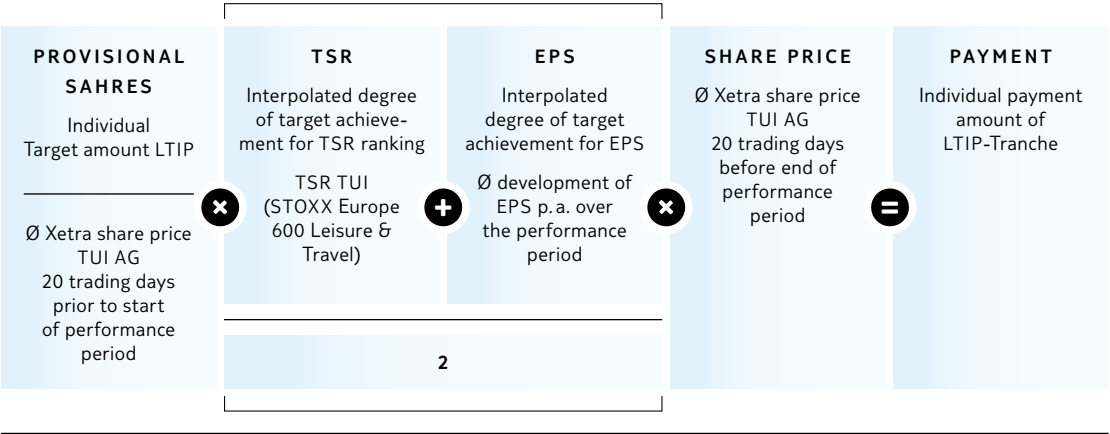 PROVISIONAL
SAHRES
Individual
Target amount LTIP
Ø Xetra share price
TUI AG
20 trading days
prior to start
of performance
period
×
TSR
Interpolated degree
of target achieve-
ment for TSR ranking
TSR TUI
(STOXX Europe
600 Leisure &
Travel)
+
EPS
Interpolated
degree of target
achievement for EPS
Ø development of
EPS p. a. over
the performance
period
2
×
SHARE PRICE
Ø Xetra share price
TUI AG
20 trading days
before end of
performance
period
=
PAYMENT
Individual payment
amount of
LTIP-Tranche